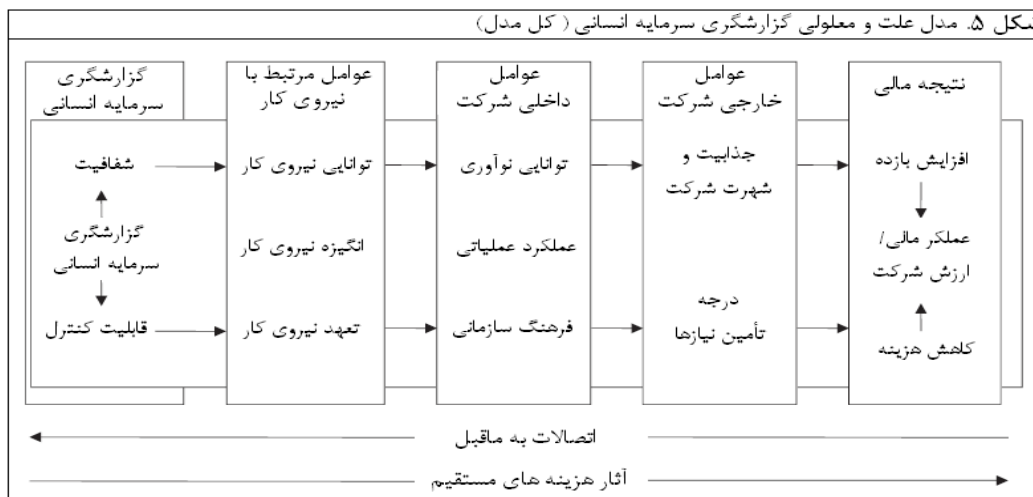 شکل ۵. مدل علت و معلولی گزارشگری سرمایه انسانی ( کل مدل)
گزارشگری
سرمایه انسانی
شفافیت
گزارشگری
سرمایه انسانی
قابلیت کنترل
عوامل مرتبط با
نیروی کار
توانایی نیروی کار
انگیزه نیروی کار
تعهد نیروی کار
عوامل
داخلی شرکت
توانایی نوآوری
عملکرد عملیاتی
فرهنگ سازمانی
عوامل
خارجی شرکت
جذابیت و
شهرت شرکت
درجه
تأمین نیازها
نتیجه مالی
افزایش بازده
عملکر مالی/
ارزش شرکت
کاهش هزینه
اتصالات به ماقبل
آثار هزینه های مستقیم